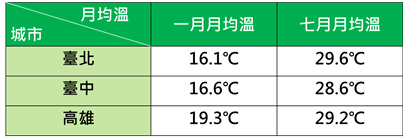 月均溫
城市
一月月均溫 七月月均溫
臺北 16.1℃ 29.6℃
臺中 16.6℃ 28.6℃
高雄 19.3℃ 29.2℃